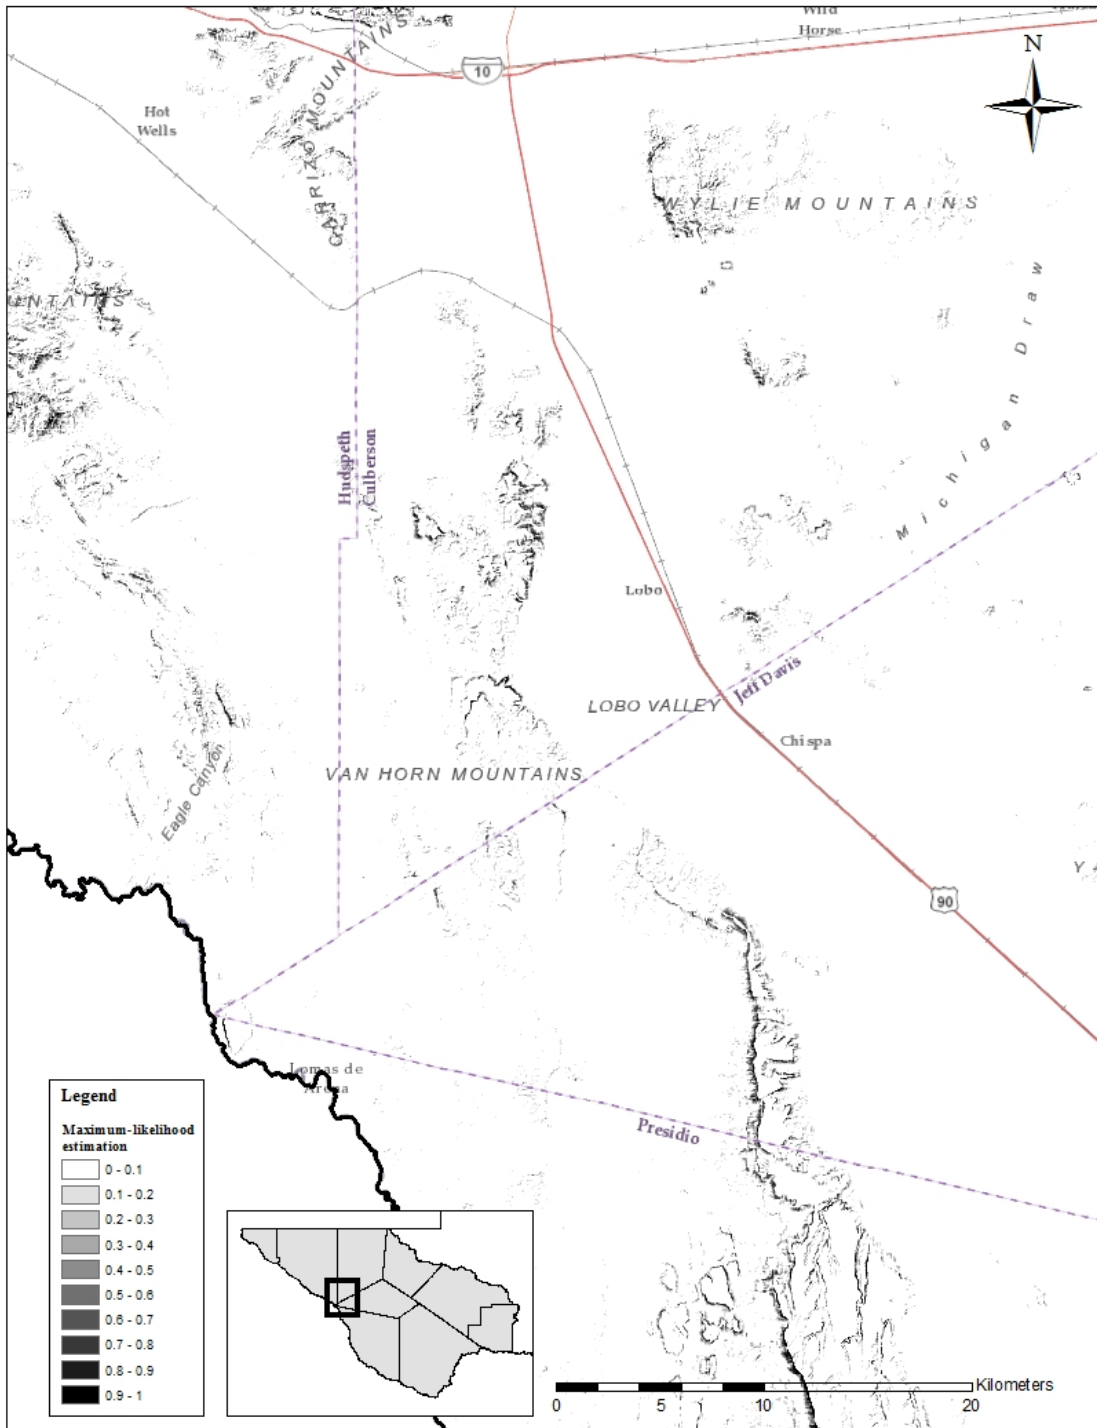 Wild
Horse
N
10
Hot
Wells
CARRIZO MOUNTAINS
WYLIE MOUNTAINS
UNTAINS
Michigan Draw
Hudspeth
Culberson
Lobo
Jeff Davis
LOBO VALLEY
Chispa
VAN HORN MOUNTAINS
Eagle Canyon
Y A
90
Lomas de
Arena
Presidio
Legend
Maximum-likelihood
estimation
0 - 0.1
0.1 - 0.2
0.2 - 0.3
0.3 - 0.4
0.4 - 0.5
0.5 - 0.6
0.6 - 0.7
0.7 - 0.8
0.8 - 0.9
0.9 - 1
Kilometers
0 5 10 20